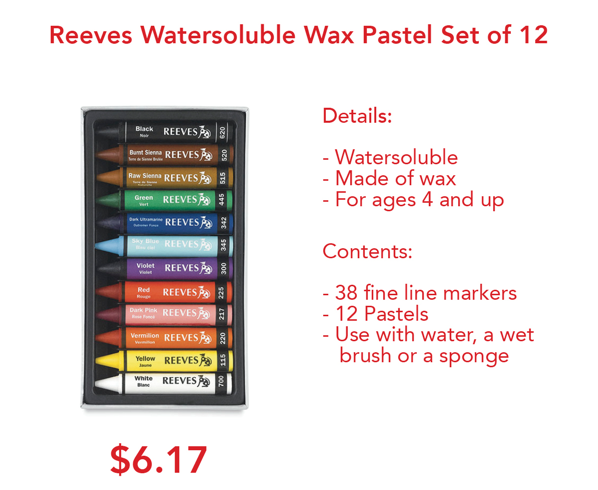 Reeves Watersoluble Wax Pastel Set of 12
Black
Noir
REEVES
620
Burnt Sienna
REEVES
520
Raw Sienna
REEVES
515
Green
Vert
REEVES
445
Dark Ultramarine
REEVES
342
Sky Blue
REEVES
345
Violet
Violet
REEVES
300
Red
Rouge
REEVES
225
Dark Pink
REEVES
217
Vermilion
Vermillon
REEVES
220
Yellow
Jaune
REEVES
115
White
Blanc
REEVES
700
$6.17
Details:
- Watersoluble
- Made of wax
- For ages 4 and up
Contents:
- 38 fine line markers
- 12 Pastels
- Use with water, a wet
brush or a sponge